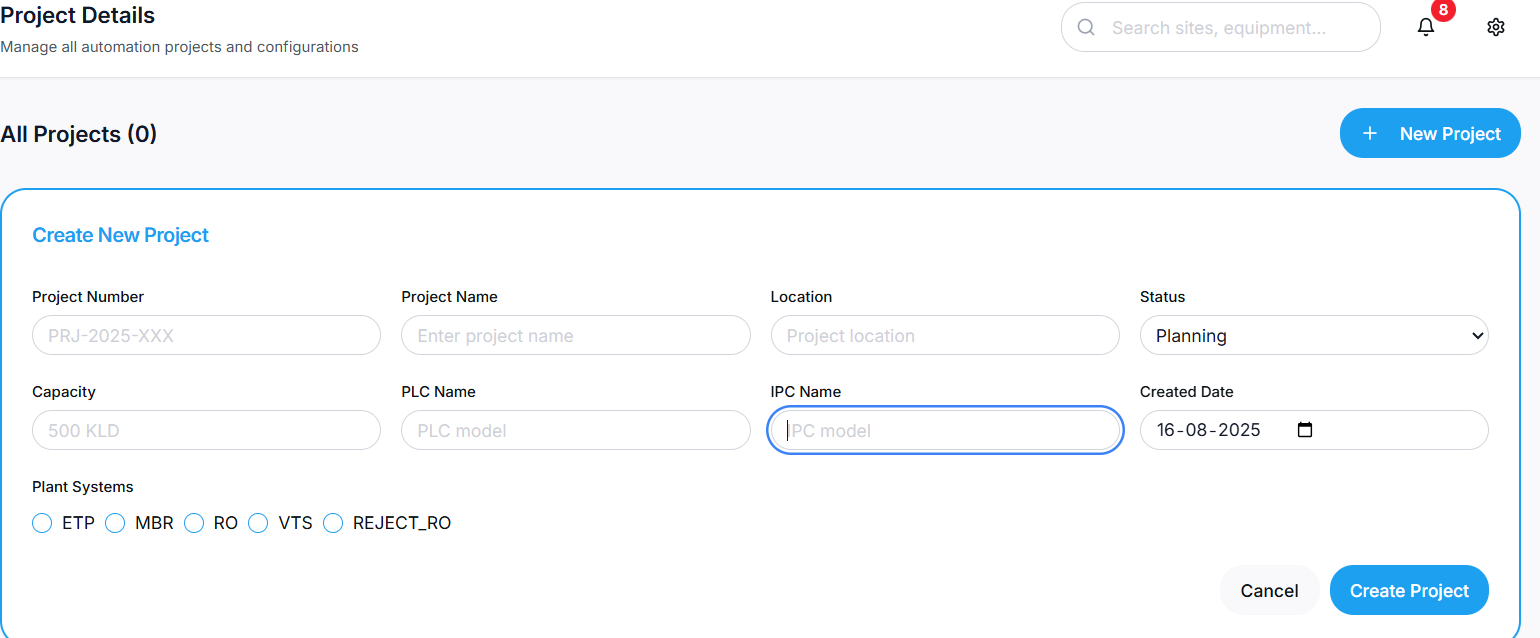 Project Details
Manage all automation projects and configurations
Search sites, equipment...
8
All Projects (0)
+ New Project
Create New Project
Project Number
Project Name
Location
Status
PRJ-2025-XXX
Enter project name
Project location
Planning
Capacity
PLC Name
IPC Name
Created Date
500 KLD
PLC model
IPC model
16-08-2025
Plant Systems
ETP MBR RO VTS REJECT_RO
Cancel
Create Project